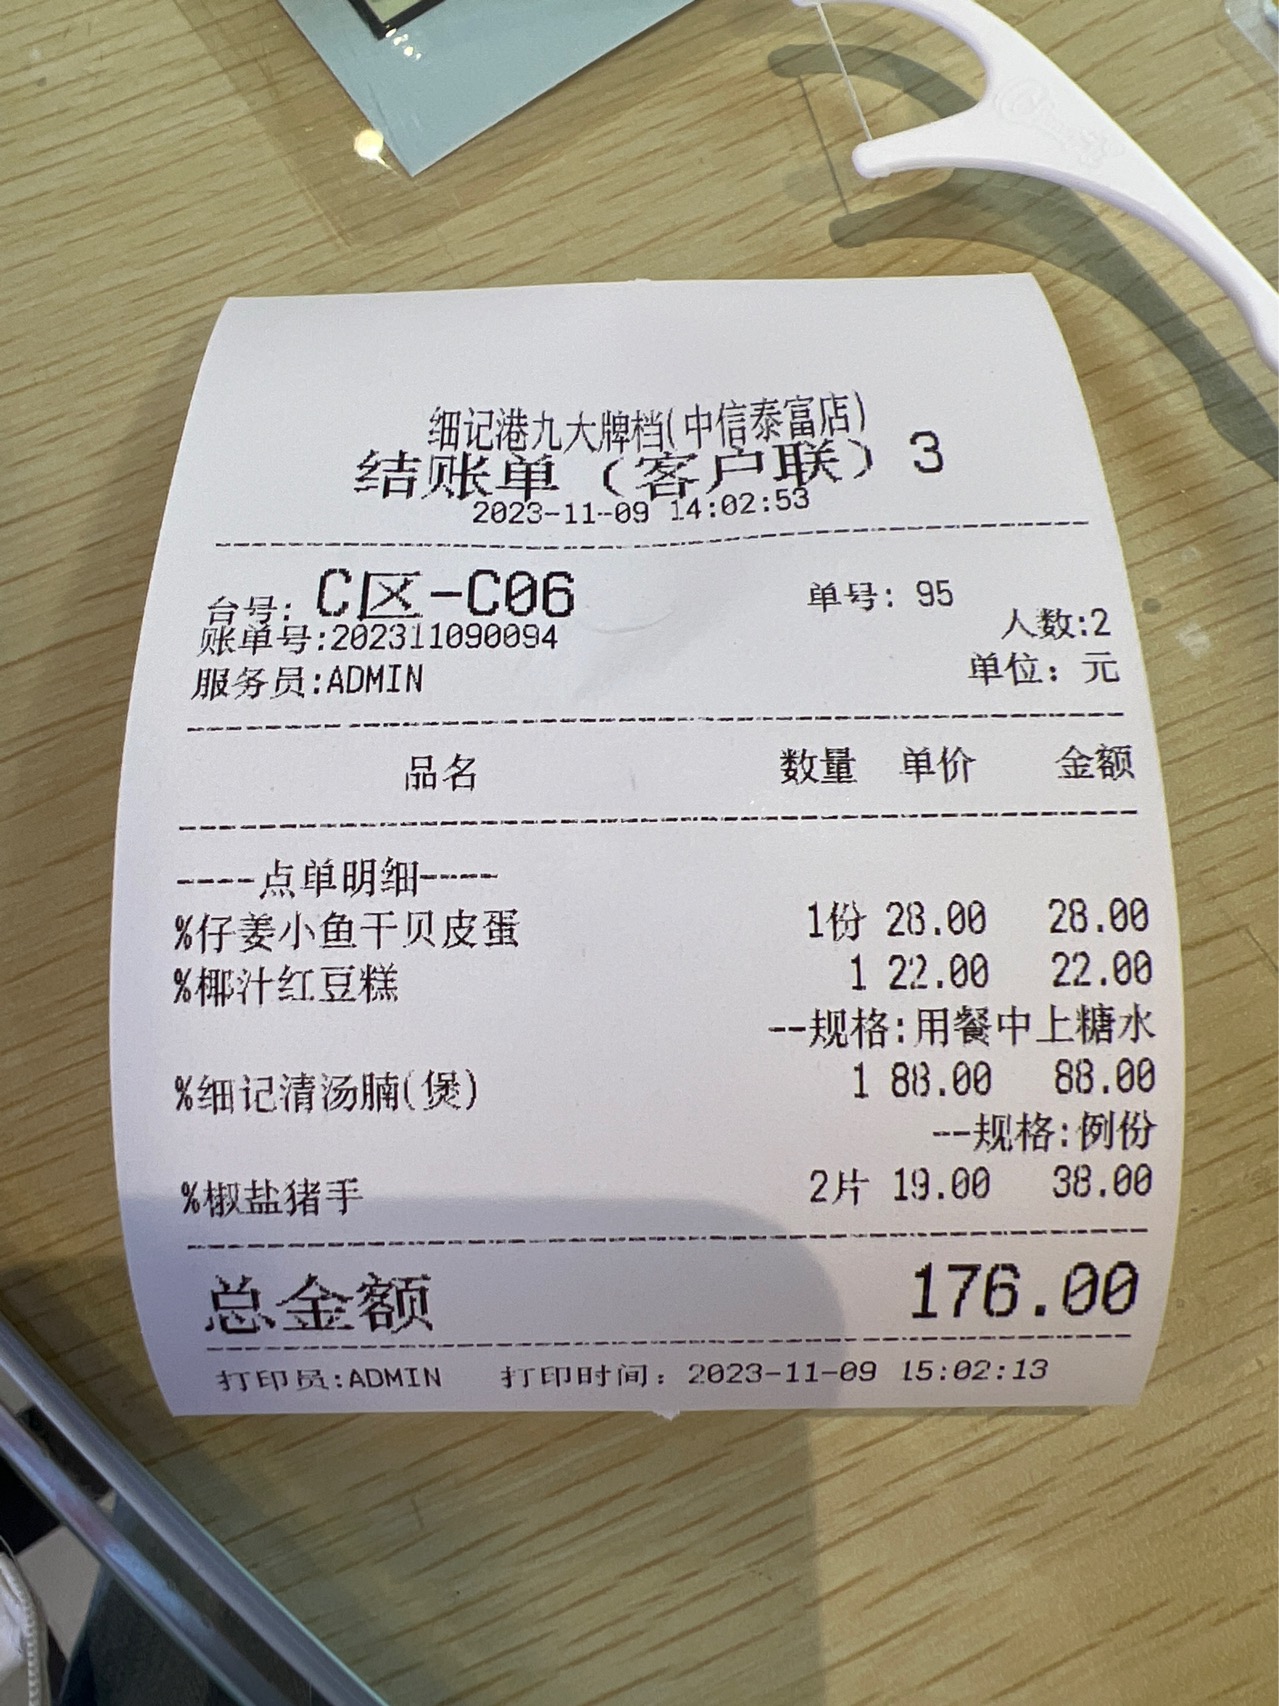 细记港九大牌档(中信泰富店)
结账单（客户联）3
2023-11-09 14:02:53
台号: C区-C06 单号: 95
账单号:202311090094 人数:2
服务员:ADMIN 单位: 元
品名 数量 单价 金额
----点单明细----
%仔姜小鱼干贝皮蛋 1份 28.00 28.00
%椰汁红豆糕 1 22.00 22.00
--规格:用餐中上糖水
%细记清汤腩(煲) 1 88.00 88.00
--规格:例份
%椒盐猪手 2片 19.00 38.00
总金额 176.00
打印员:ADMIN 打印时间: 2023-11-09 15:02:13